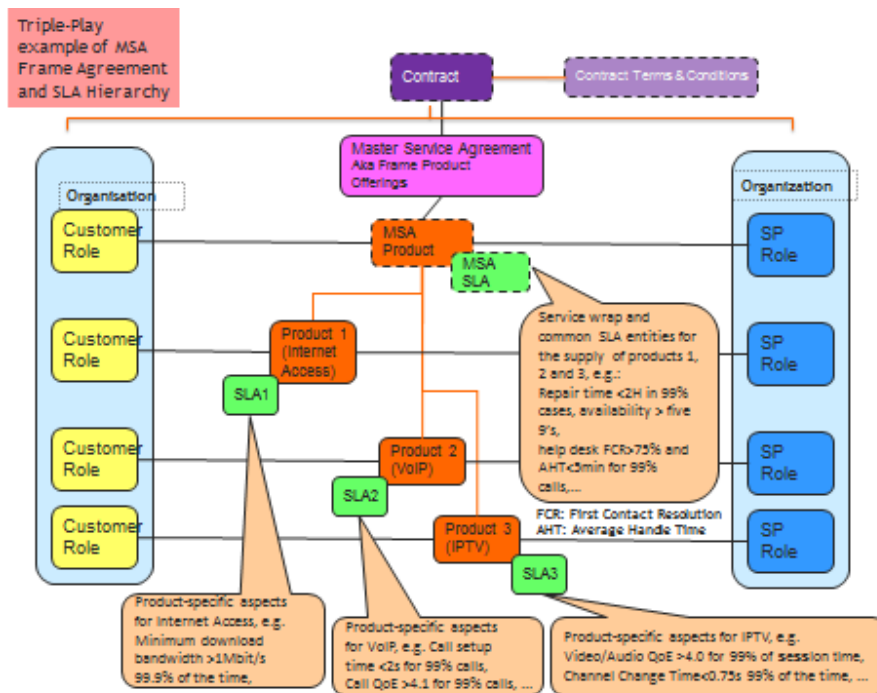 Triple-Play
example of MSA
Frame Agreement
and SLA Hierarchy
Contract
Contract Terms & Conditions
Master Service Agreement
Aka Frame Product
Offerings
Organisation
Organization
Customer
Role
MSA
Product
SP
Role
MSA
SLA
Customer
Role
Product 1
(Internet
Access)
SP
Role
SLA1
Service wrap and
common SLA entities for
the supply of products 1,
2 and 3, e.g.:
Repair time <2H in 99%
cases, availability > five
9's,
help desk FCR>75% and
AHT<3min for 99%
calls,...
Customer
Role
Product 2
(VoIP)
SP
Role
SLA2
FCR: First Contact Resolution
AHT: Average Handle Time
Customer
Role
Product 3
(IPTV)
SP
Role
SLA3
Product-specific aspects
for Internet Access, e.g.
Minimum download
bandwidth >1Mbit/s
99.9% of the time,
Product-specific aspects
for VoIP, e.g. Call setup
time <2s for 99% calls,
Call QoE >4.1 for 99% calls, ...
Product-specific aspects for IPTV, e.g.
Video/Audio QoE >4.0 for 99% of session time,
Channel Change Time<0.75s 99% of the time, ...